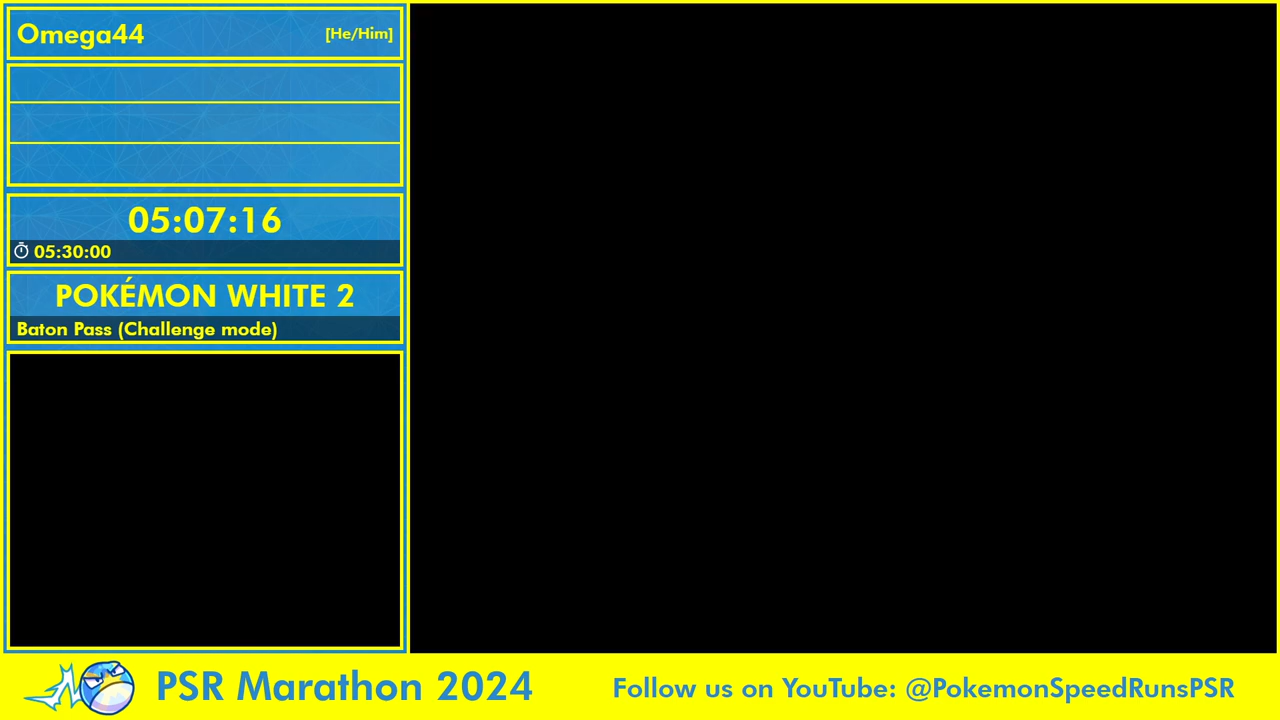 Omega44 [He/Him]
05:07:16
05:30:00
POKÉMON WHITE 2
Baton Pass (Challenge mode)
PSR Marathon 2024 Follow us on YouTube: @PokemonSpeedRunsPSR